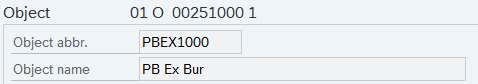 Object 01 O 00251000 1
Object abbr. PBEX1000
Object name PB Ex Bur